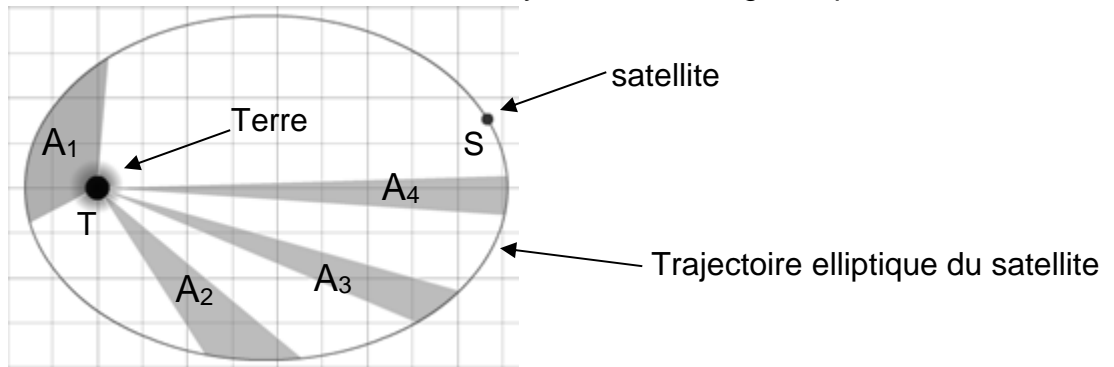 satellite
Terre
A₁
S
A₄
T
Trajectoire elliptique du satellite
A₃
A₂